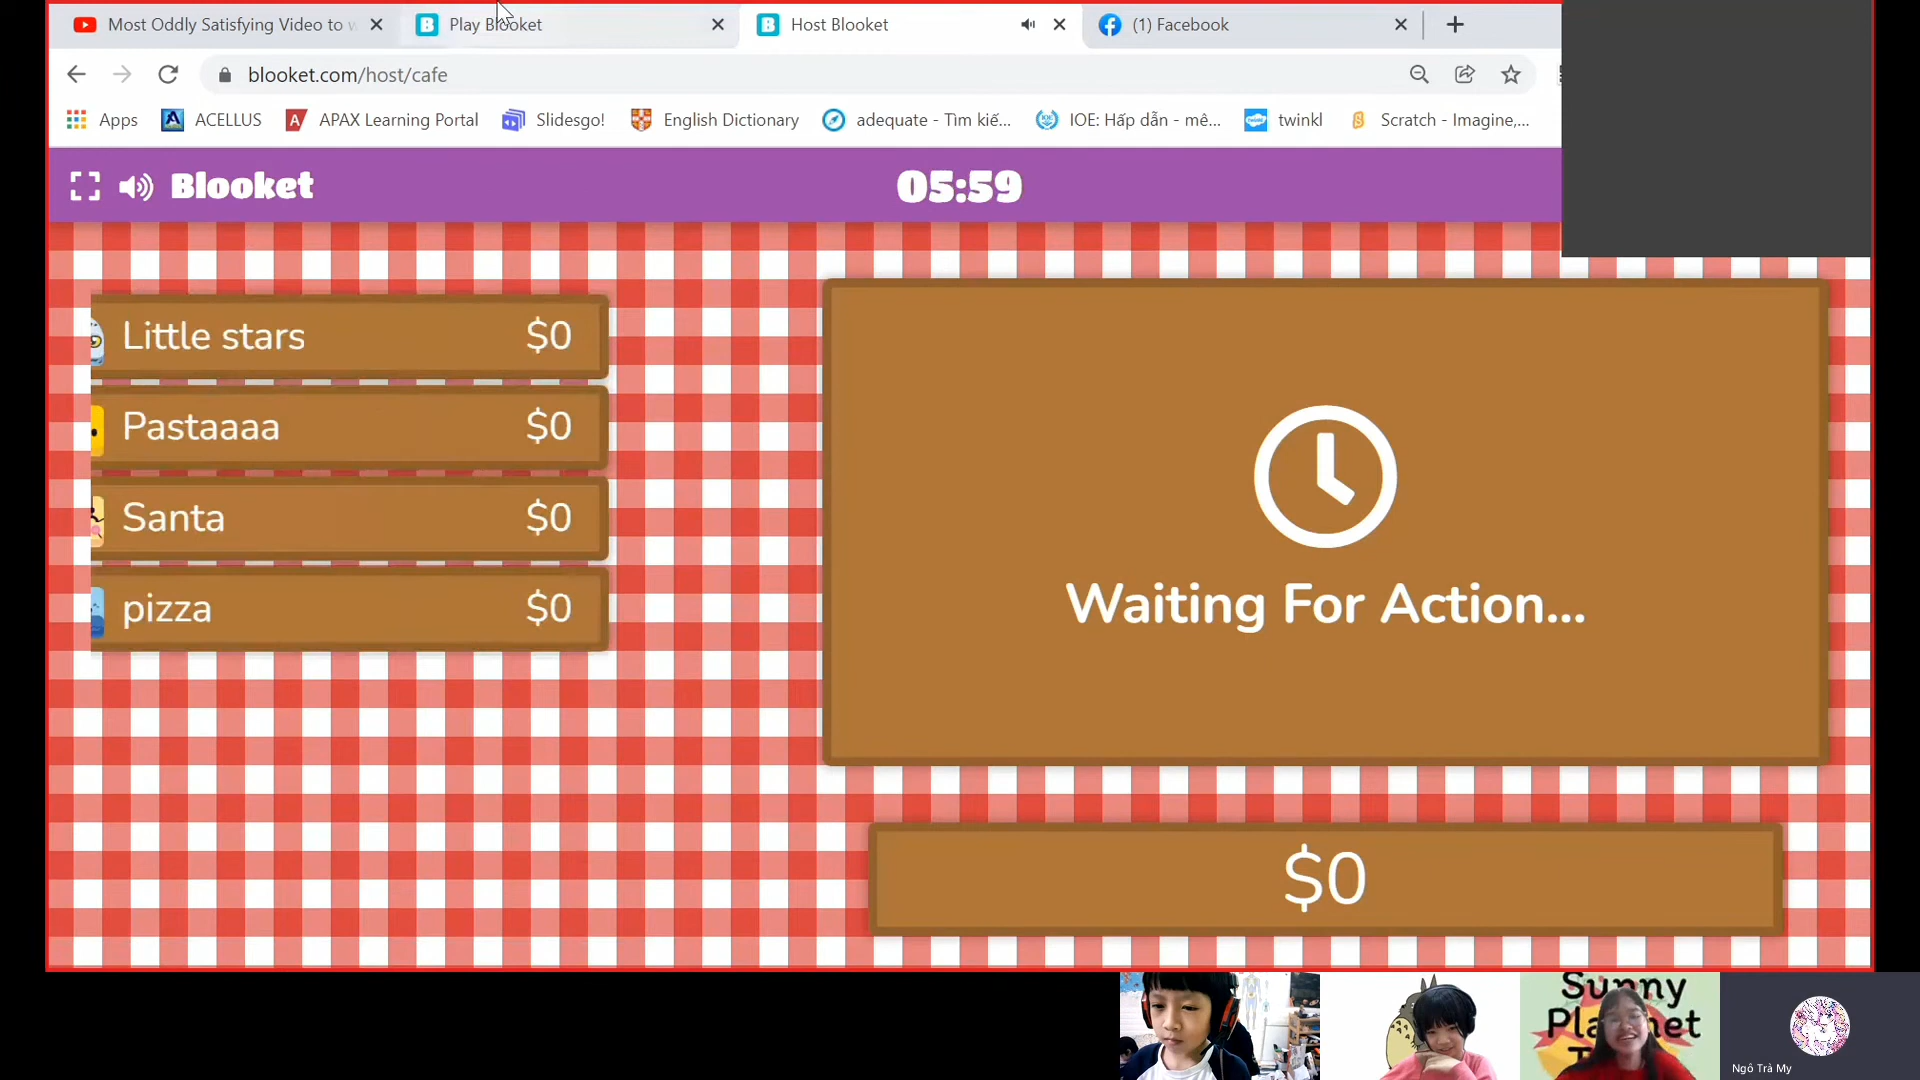 Most Oddly Satisfying Video to w
Play Blooket
Host Blooket
(1) Facebook
blooket.com/host/cafe
Apps
ACELLUS
APAX Learning Portal
Slidesgo!
English Dictionary
adequate - Tìm kiế...
IOE: Hấp dẫn - mê...
twinkl
Scratch - Imagine,...
Blooket
05:59
Little stars $0
Pastaaaa $0
Santa $0
pizza $0
Waiting For Action...
$0
Sunny
Ngô Trà My